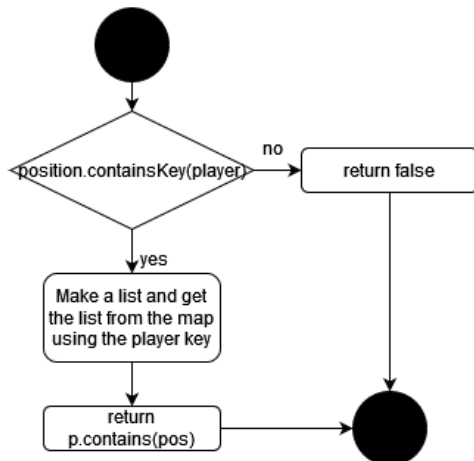 position.containsKey(player)
no
return false
yes
Make a list and get
the list from the map
using the player key
return
p.contains(pos)